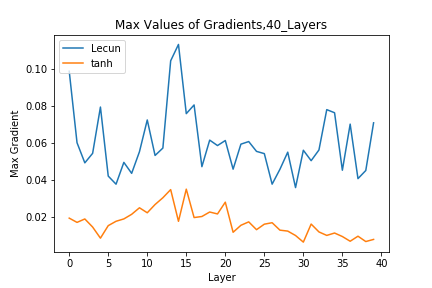 Max Values of Gradients,40_Layers
Lecun
tanh
Max Gradient
0.10
0.08
0.06
0.04
0.02
0 5 10 15 20 25 30 35 40
Layer